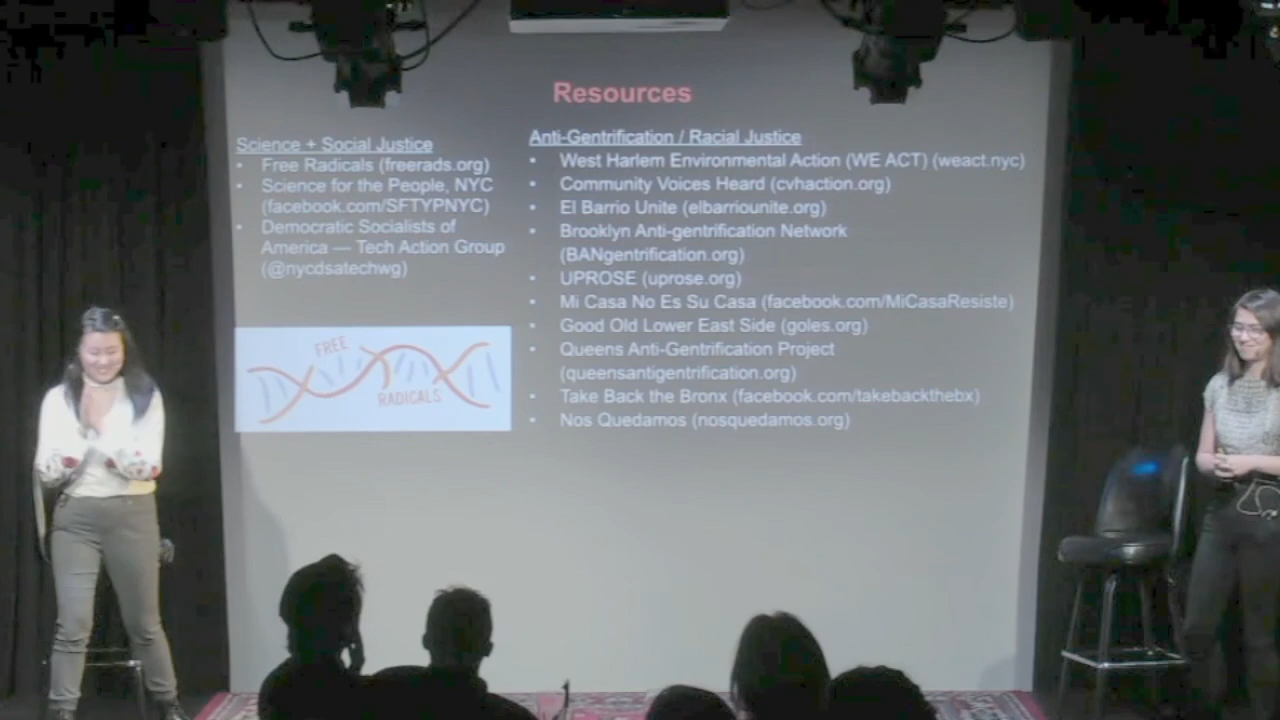 Resources
Science + Social Justice
• Free Radicals (freerads.org)
• Science for the People, NYC
(facebook.com/SFTYPNYC)
• Democratic Socialists of
America — Tech Action Group
(@nycdsatechwg)
FREE
RADICALS
Anti-Gentrification / Racial Justice
• West Harlem Environmental Action (WE ACT) (weact.nyc)
• Community Voices Heard (cvhaction.org)
• El Barrio Unite (elbarriounite.org)
• Brooklyn Anti-gentrification Network
(BANgentrification.org)
• UPROSE (uprose.org)
• Mi Casa No Es Su Casa (facebook.com/MiCasaResiste)
• Good Old Lower East Side (goles.org)
• Queens Anti-Gentrification Project
(queensantigentrification.org)
• Take Back the Bronx (facebook.com/takebackthebx)
• Nos Quedamos (nosquedamos.org)